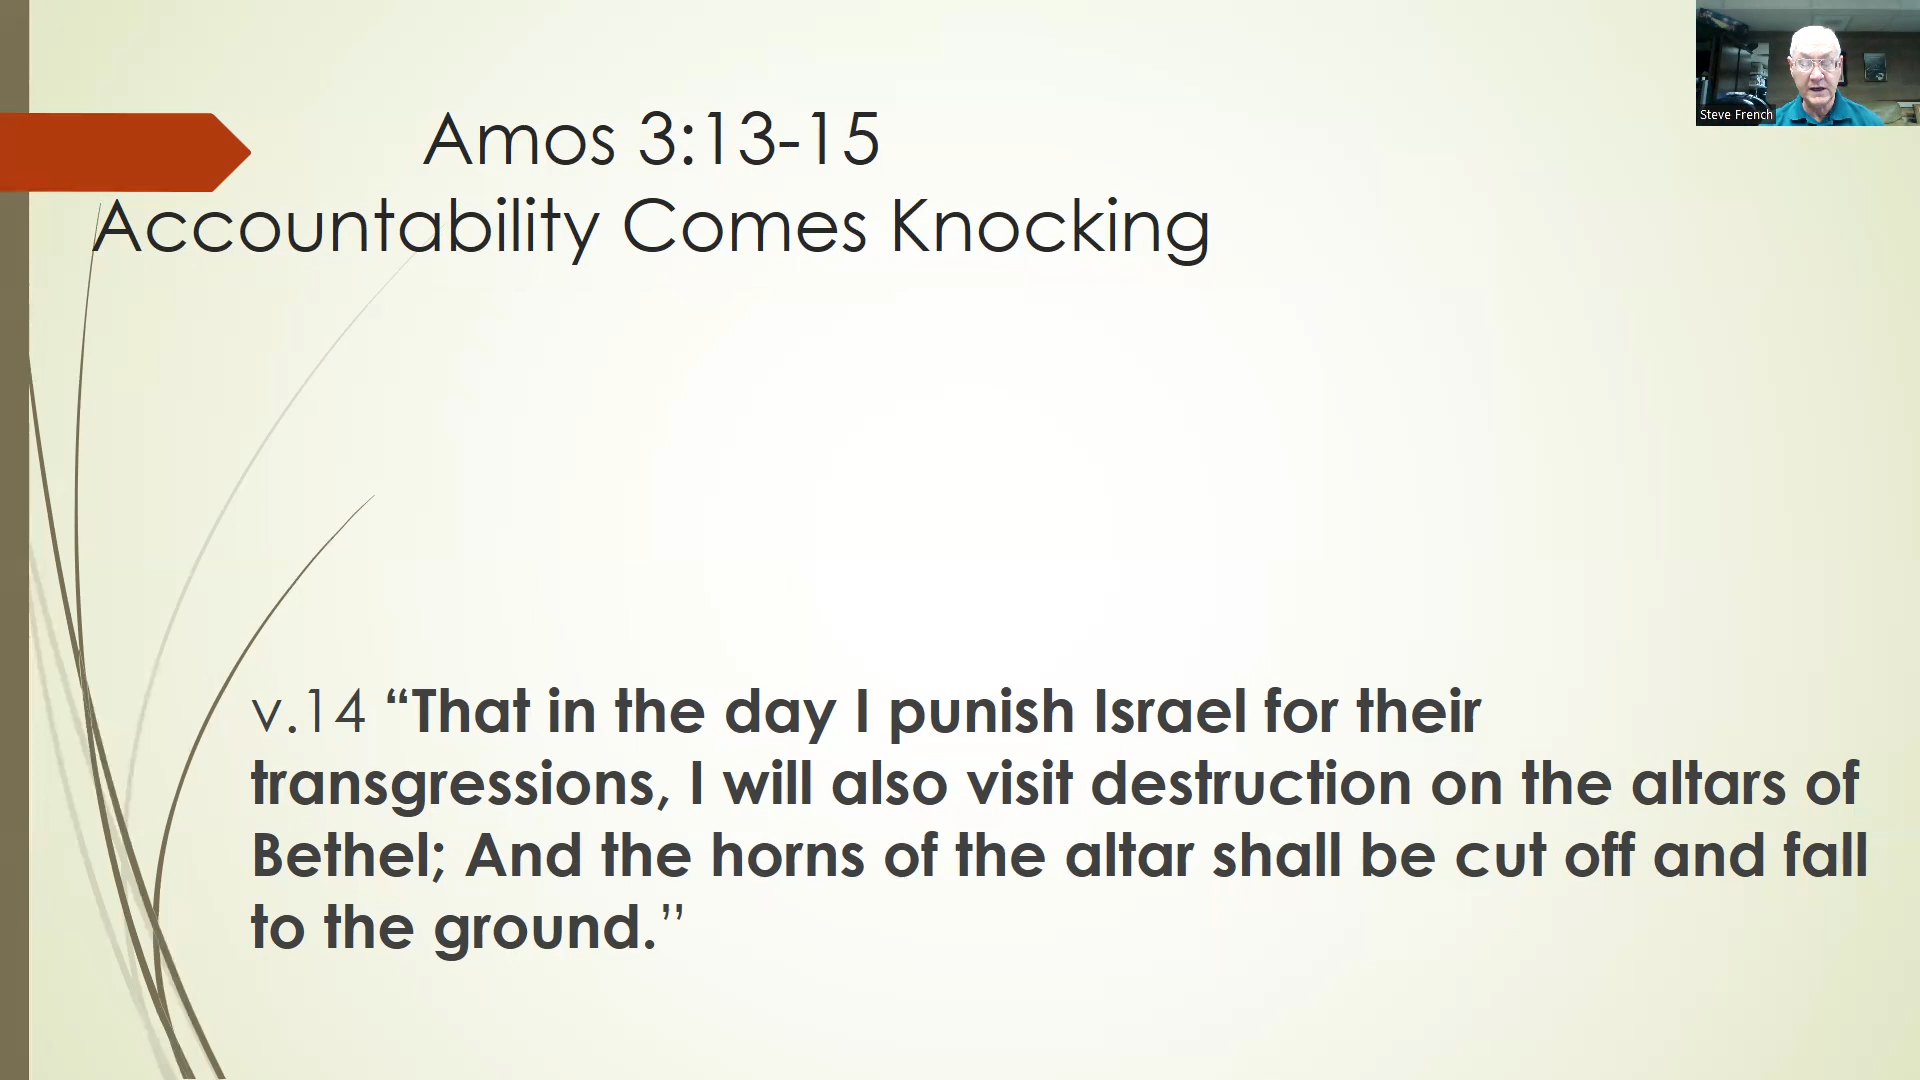 Amos 3:13-15
Accountability Comes Knocking
Steve French
v.14 “That in the day I punish Israel for their
transgressions, I will also visit destruction on the altars of
Bethel; And the horns of the altar shall be cut off and fall
to the ground.”